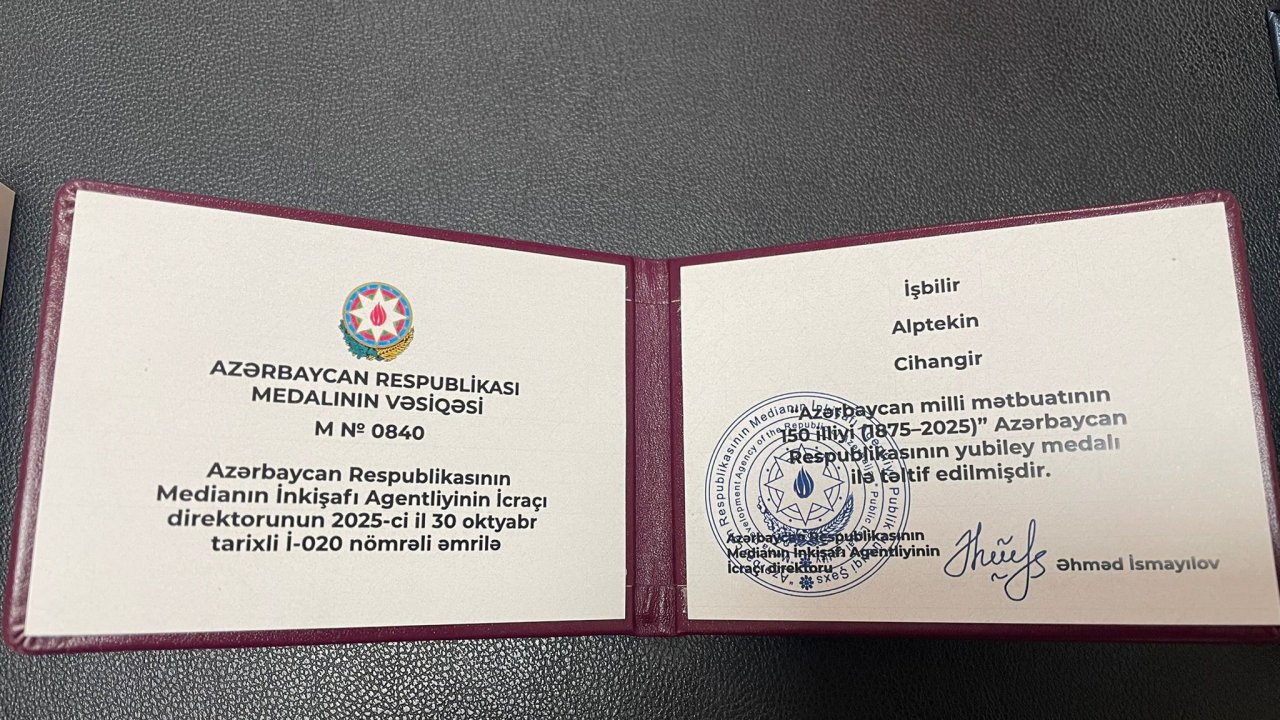 AZƏRBAYCAN RESPUBLİKASI
MEDALININ VƏSİQƏSİ
M № 0840
Azərbaycan Respublikasının
Medianın İnkişafı Agentliyinin İcraçı
direktorunun 2025-ci il 30 oktyabr
tarixli İ-020 nömrəli əmrilə
İşbilir
Alptekin
Cihangir
“Azərbaycan milli mətbuatının
150 illiyi (1875–2025)” Azərbaycan
Respublikasının yubiley medalı
ilə təltif edilmişdir.
Azərbaycan Respublikasının
Medianın İnkişafı Agentliyinin
İcraçı direktoru
Əhməd İsmayılov